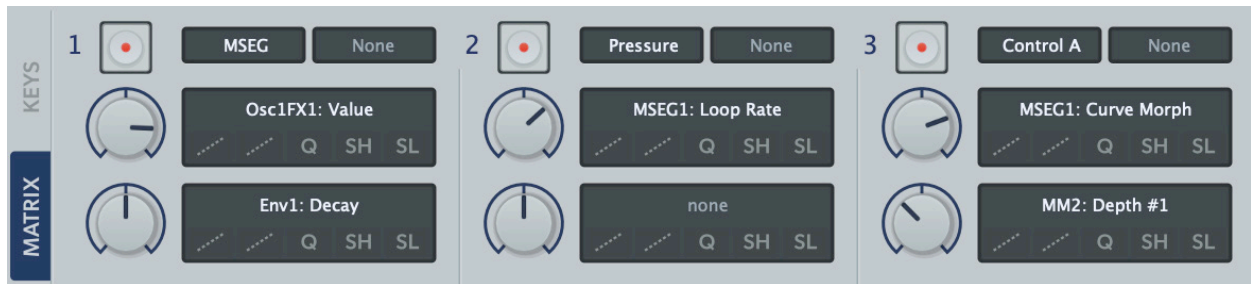 KEYS
MATRIX
1 MSEG None
Osc1FX1: Value
Q SH SL
Env1: Decay
Q SH SL
2 Pressure None
MSEG1: Loop Rate
Q SH SL
none
Q SH SL
3 Control A None
MSEG1: Curve Morph
Q SH SL
MM2: Depth #1
Q SH SL